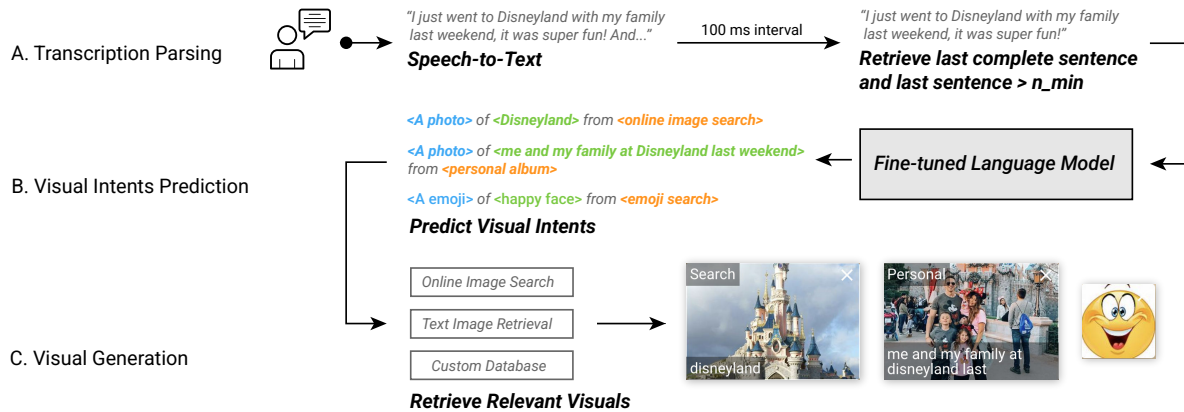 A. Transcription Parsing
“I just went to Disneyland with my family
last weekend, it was super fun! And...”
Speech-to-Text
100 ms interval
“I just went to Disneyland with my family
last weekend, it was super fun!”
Retrieve last complete sentence
and last sentence > n_min
B. Visual Intents Prediction
<A photo> of <Disneyland> from <online image search>
<A photo> of <me and my family at Disneyland last weekend>
from <personal album>
<A emoji> of <happy face> from <emoji search>
Predict Visual Intents
Fine-tuned Language Model
C. Visual Generation
Online Image Search
Text Image Retrieval
Custom Database
Retrieve Relevant Visuals
Search
disneyland
Personal
me and my family at
disneyland last